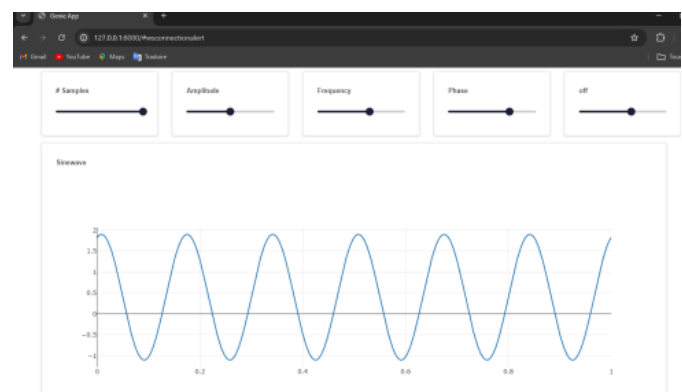 Genie App
127.0.0.1:8000/#wsconnectionalert
Gmail YouTube Maps Traduire
# Samples Amplitude Frequency Phase off
Sinewave
2
1.5
1
0.5
0
−0.5
−1
0 0.2 0.4 0.6 0.8 1